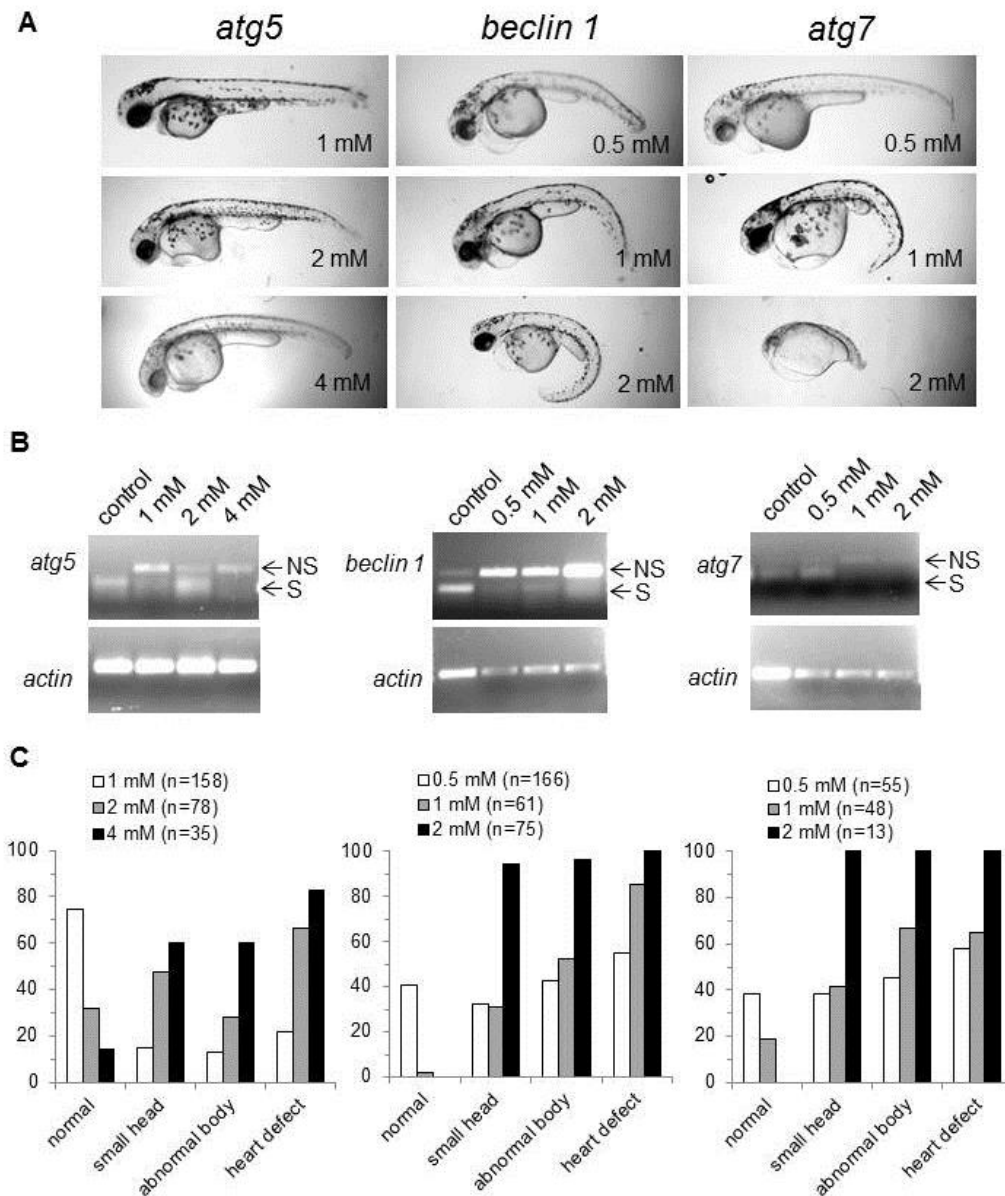 A
atg5 beclin 1 atg7
1 mM 0.5 mM 0.5 mM
2 mM 1 mM 1 mM
4 mM 2 mM 2 mM
B
control 1 mM 2 mM 4 mM
atg5 ←NS
←S
actin
control 0.5 mM 1 mM 2 mM
beclin 1 ←NS
←S
actin
control 0.5 mM 1 mM 2 mM
atg7 ←NS
←S
actin
C
1 mM (n=158)
2 mM (n=78)
4 mM (n=35)
100
80
60
40
20
0
normal small head abnormal body heart defect
0.5 mM (n=166)
1 mM (n=61)
2 mM (n=75)
100
80
60
40
20
0
normal small head abnormal body heart defect
0.5 mM (n=55)
1 mM (n=48)
2 mM (n=13)
100
80
60
40
20
0
normal small head abnormal body heart defect